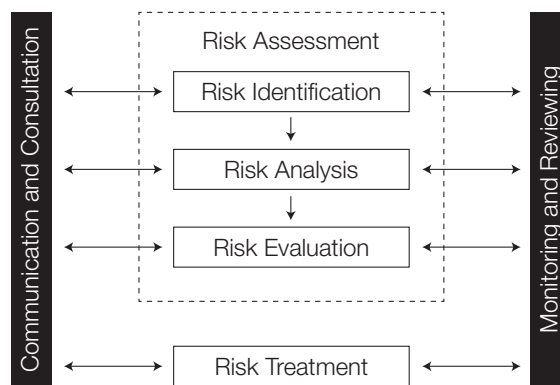 Communication and Consultation
Risk Assessment
Risk Identification
Risk Analysis
Risk Evaluation
Risk Treatment
Monitoring and Reviewing